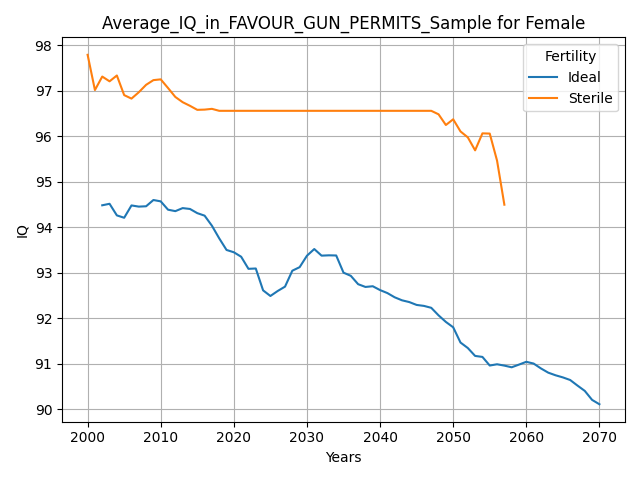 Average_IQ_in_FAVOUR_GUN_PERMITS_Sample for Female
98
97
96
95
94
93
92
91
90
IQ
Fertility
Ideal
Sterile
2000 2010 2020 2030 2040 2050 2060 2070
Years